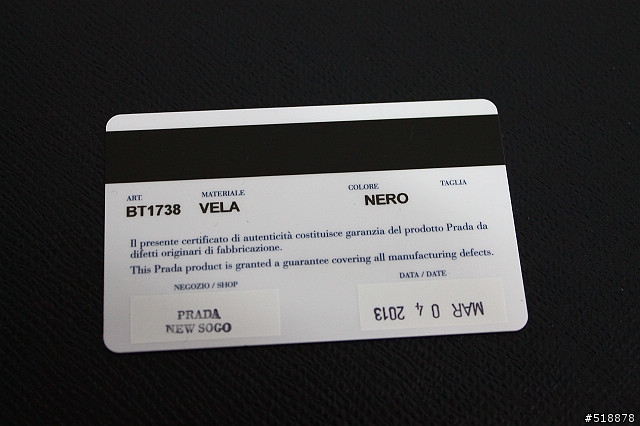 ART. MATERIALE COLORE TAGLIA
BT1738 VELA NERO
Il presente certificato di autenticità costituisce garanzia del prodotto Prada da
difetti originari di fabbricazione.
This Prada product is granted a guarantee covering all manufacturing defects.
NEGOZIO / SHOP DATA / DATE
PRADA
NEW SOGO
MAR 0 4 2013
#518878